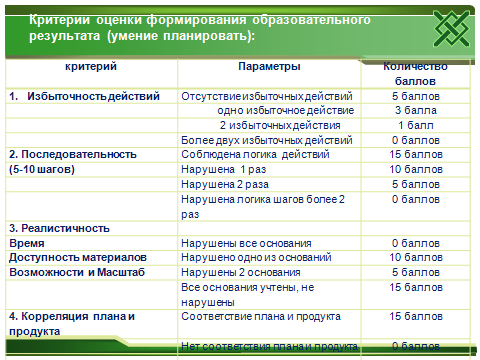 Критерии оценки формирования образовательного
результата (умение планировать):
критерий Параметры Количество
баллов
1. Избыточность действий Отсутствие избыточных действий 5 баллов
одно избыточное действие 3 балла
2 избыточных действия 1 балл
Более двух избыточных действий 0 баллов
2. Последовательность Соблюдена логика действий 15 баллов
(5-10 шагов) Нарушена 1 раз 10 баллов
Нарушена 2 раза 5 баллов
Нарушена логика шагов более 2 0 баллов
раз
3. Реалистичность
Время Нарушены все основания 0 баллов
Доступность материалов Нарушено одно из оснований 10 баллов
Возможности и Масштаб Нарушены 2 основания 5 баллов
Все основания учтены, не 15 баллов
нарушены
4. Корреляция плана и Соответствие плана и продукта 15 баллов
продукта
Нет соответствия плана и продукта 0 баллов